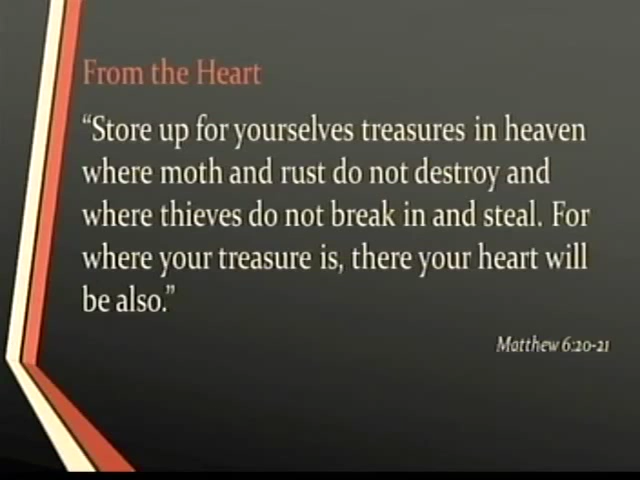 From the Heart
“Store up for yourselves treasures in heaven
where moth and rust do not destroy and
where thieves do not break in and steal. For
where your treasure is, there your heart will
be also.”
Matthew 6:20-21